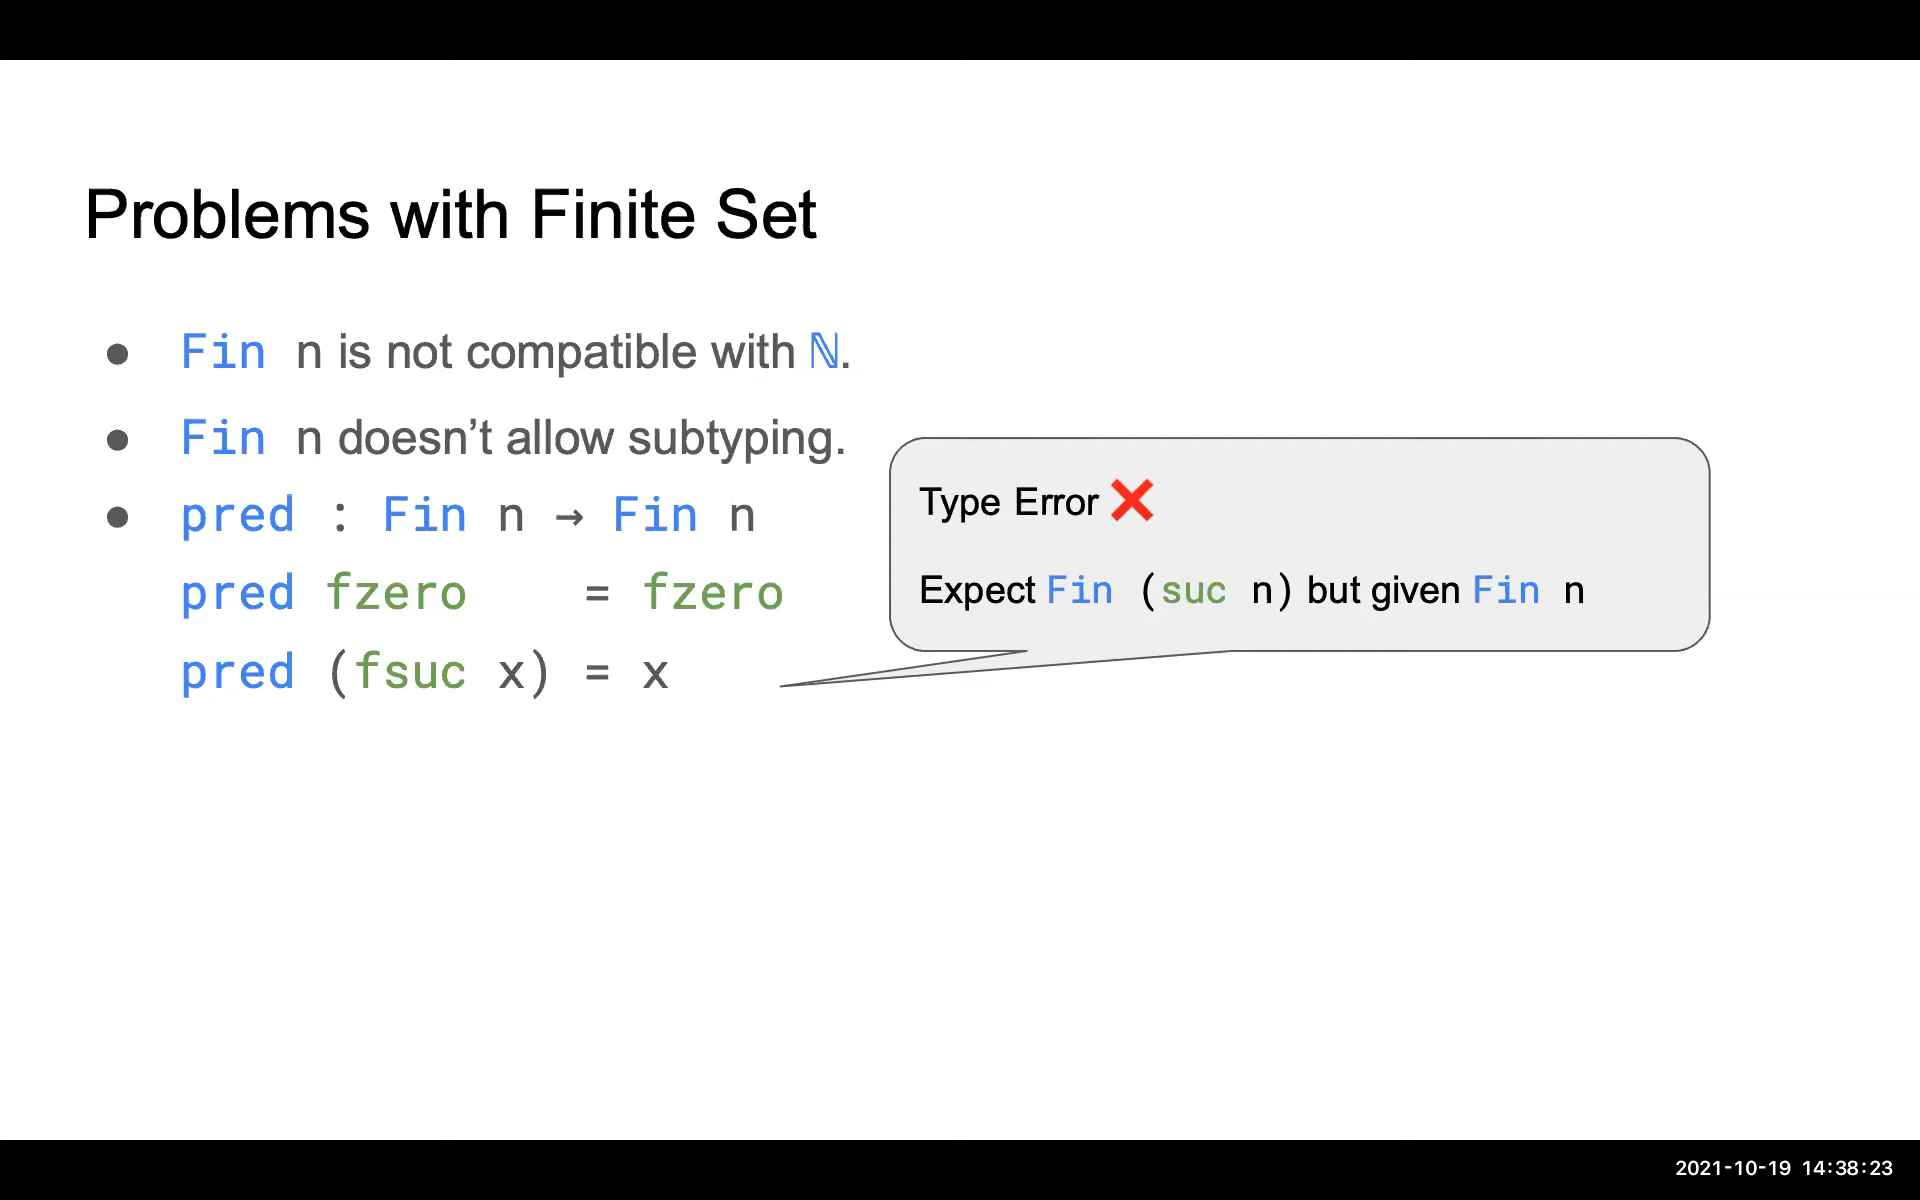 Problems with Finite Set
● Fin n is not compatible with ℕ.
● Fin n doesn’t allow subtyping.
● pred : Fin n → Fin n
pred fzero = fzero
pred (fsuc x) = x
Type Error ❌
Expect Fin (suc n) but given Fin n
2021-10-19 14:38:23